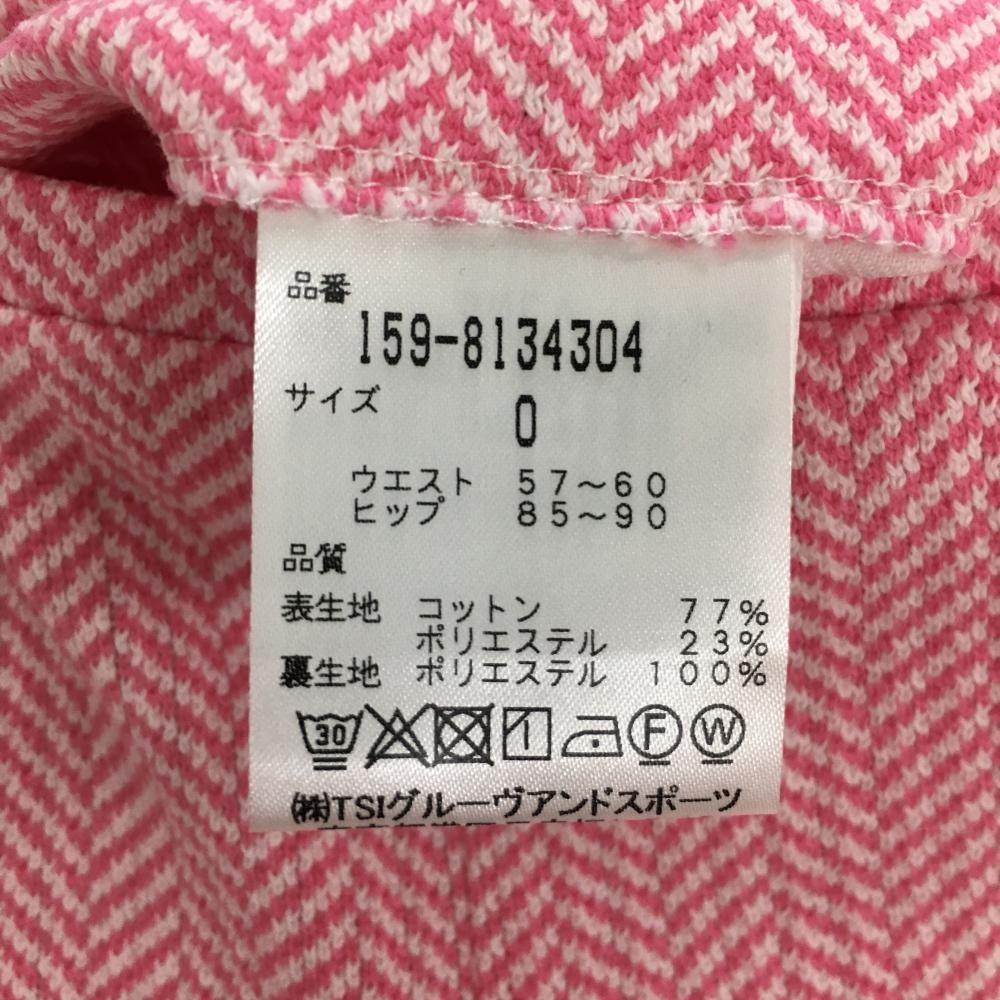 品番
159-8134304
サイズ
0
ウエスト 57～60
ヒップ 85～90
品質
表生地 コットン 77%
ポリエステル 23%
裏生地 ポリエステル 100%
30 F W
㈱TSIグルーヴアンドスポーツ